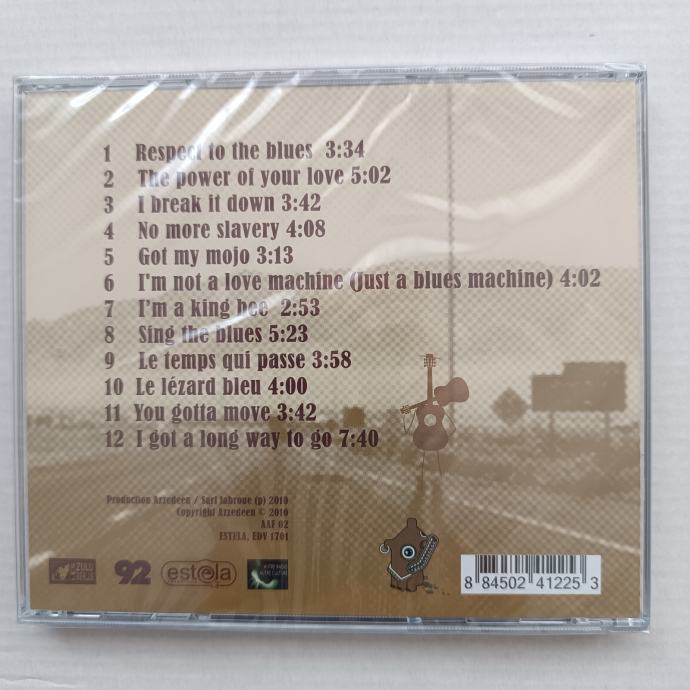 1 Respect to the blues 3:34
2 The power of your love 5:02
3 I break it down 3:42
4 No more slavery 4:08
5 Got my mojo 3:13
6 I'm not a love machine (just a blues machine) 4:02
7 I'm a king bee 2:53
8 Sing the blues 5:23
9 Le temps qui passe 3:58
10 Le lézard bleu 4:00
11 You gotta move 3:42
12 I got a long way to go 7:40
Production Azzedeen / Sarl Labroue (p) 2010
Copyright Azzedeen © 2010
AAF 02
ESTELA, EDV 1701
ZULU
92
estela
8 84502 41225 3